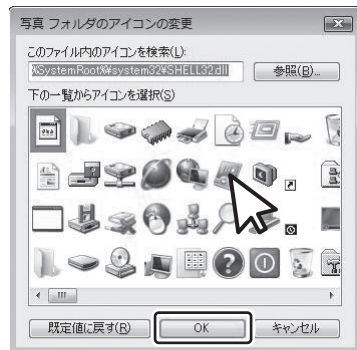 写真 フォルダのアイコンの変更
このファイル内のアイコンを検索(L):
%SystemRoot%¥system32¥SHELL32.dll
参照(B)...
下の一覧からアイコンを選択(S)
既定値に戻す(R)
OK
キャンセル